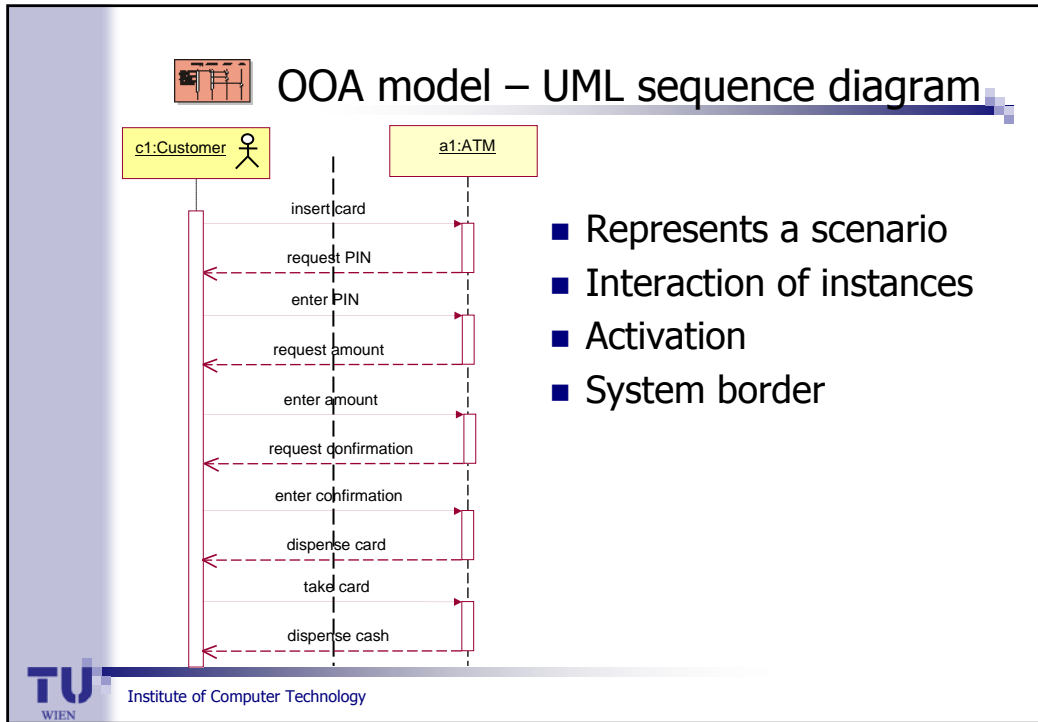 OOA model – UML sequence diagram
c1:Customer
a1:ATM
insert card
request PIN
enter PIN
request amount
enter amount
request confirmation
enter confirmation
dispense card
take card
dispense cash
Represents a scenario
Interaction of instances
Activation
System border
TU
WIEN
Institute of Computer Technology